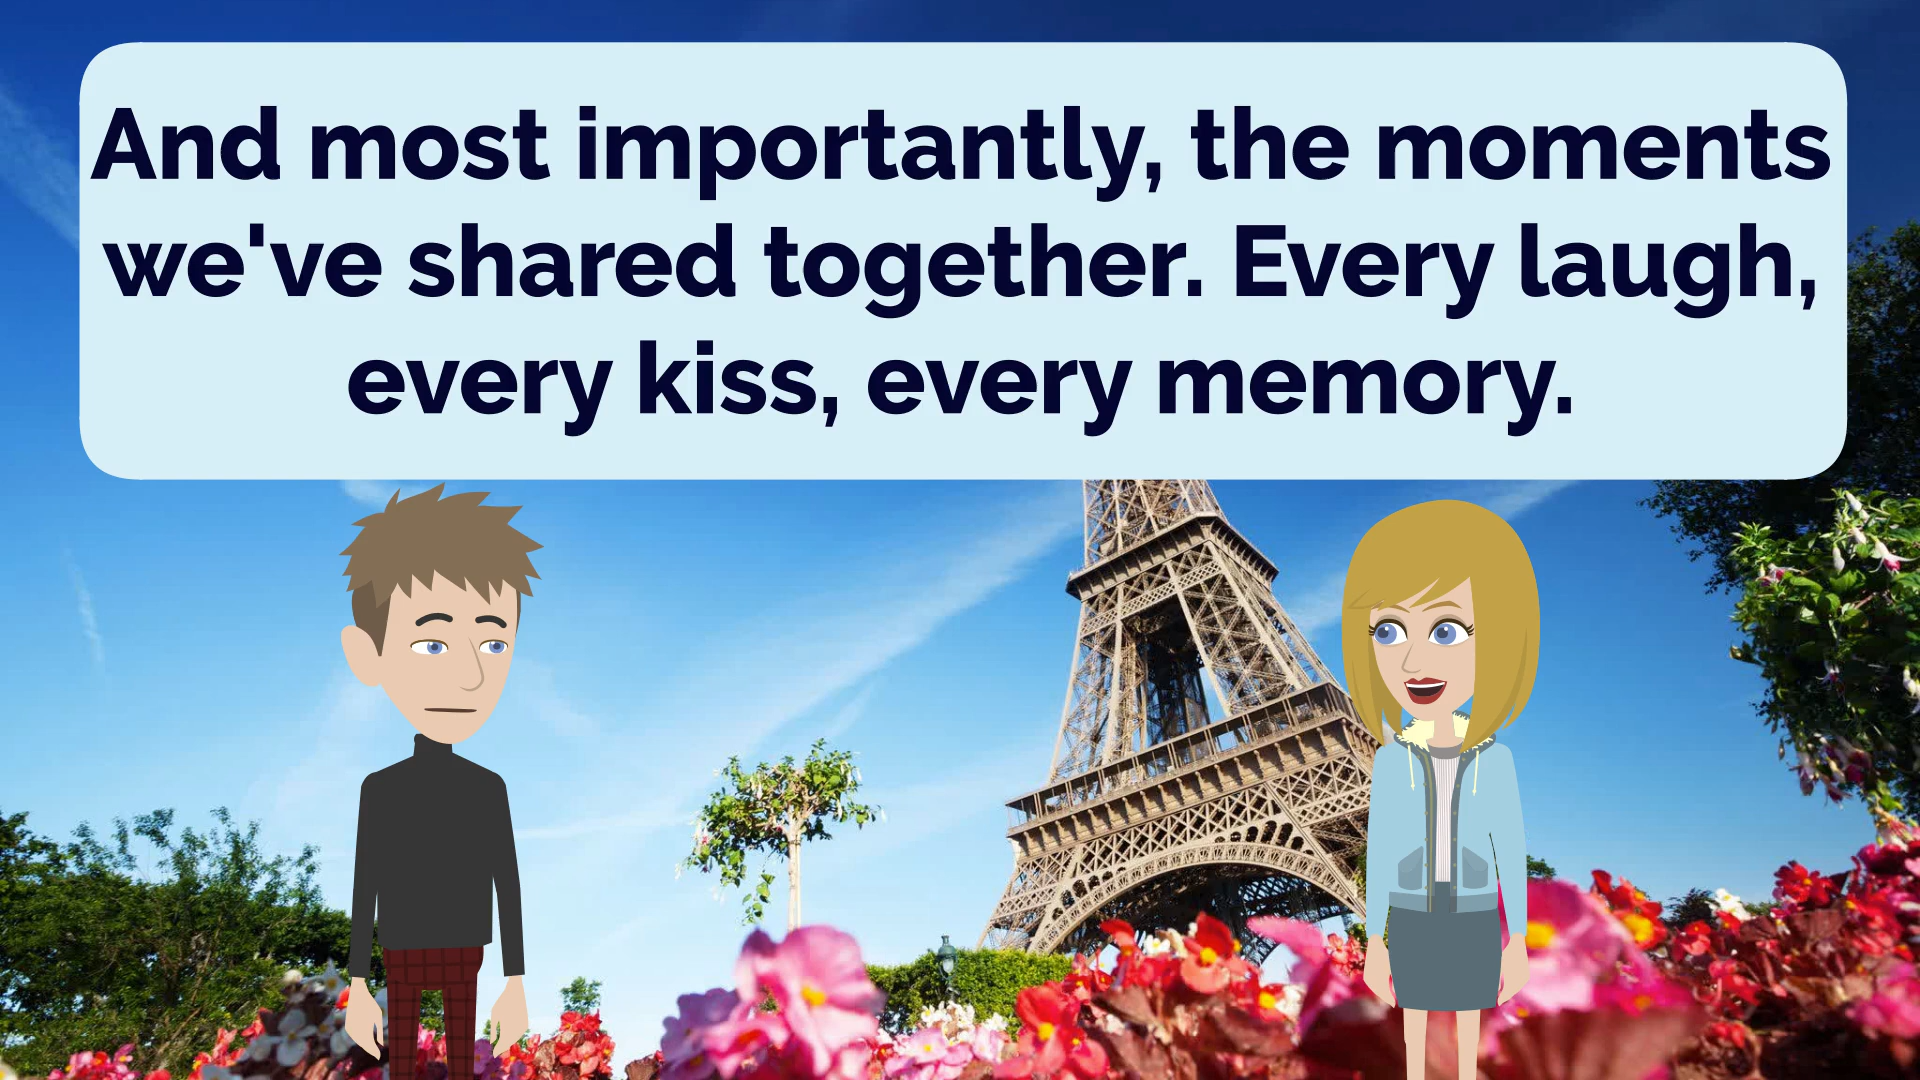 And most importantly, the moments
we've shared together. Every laugh,
every kiss, every memory.